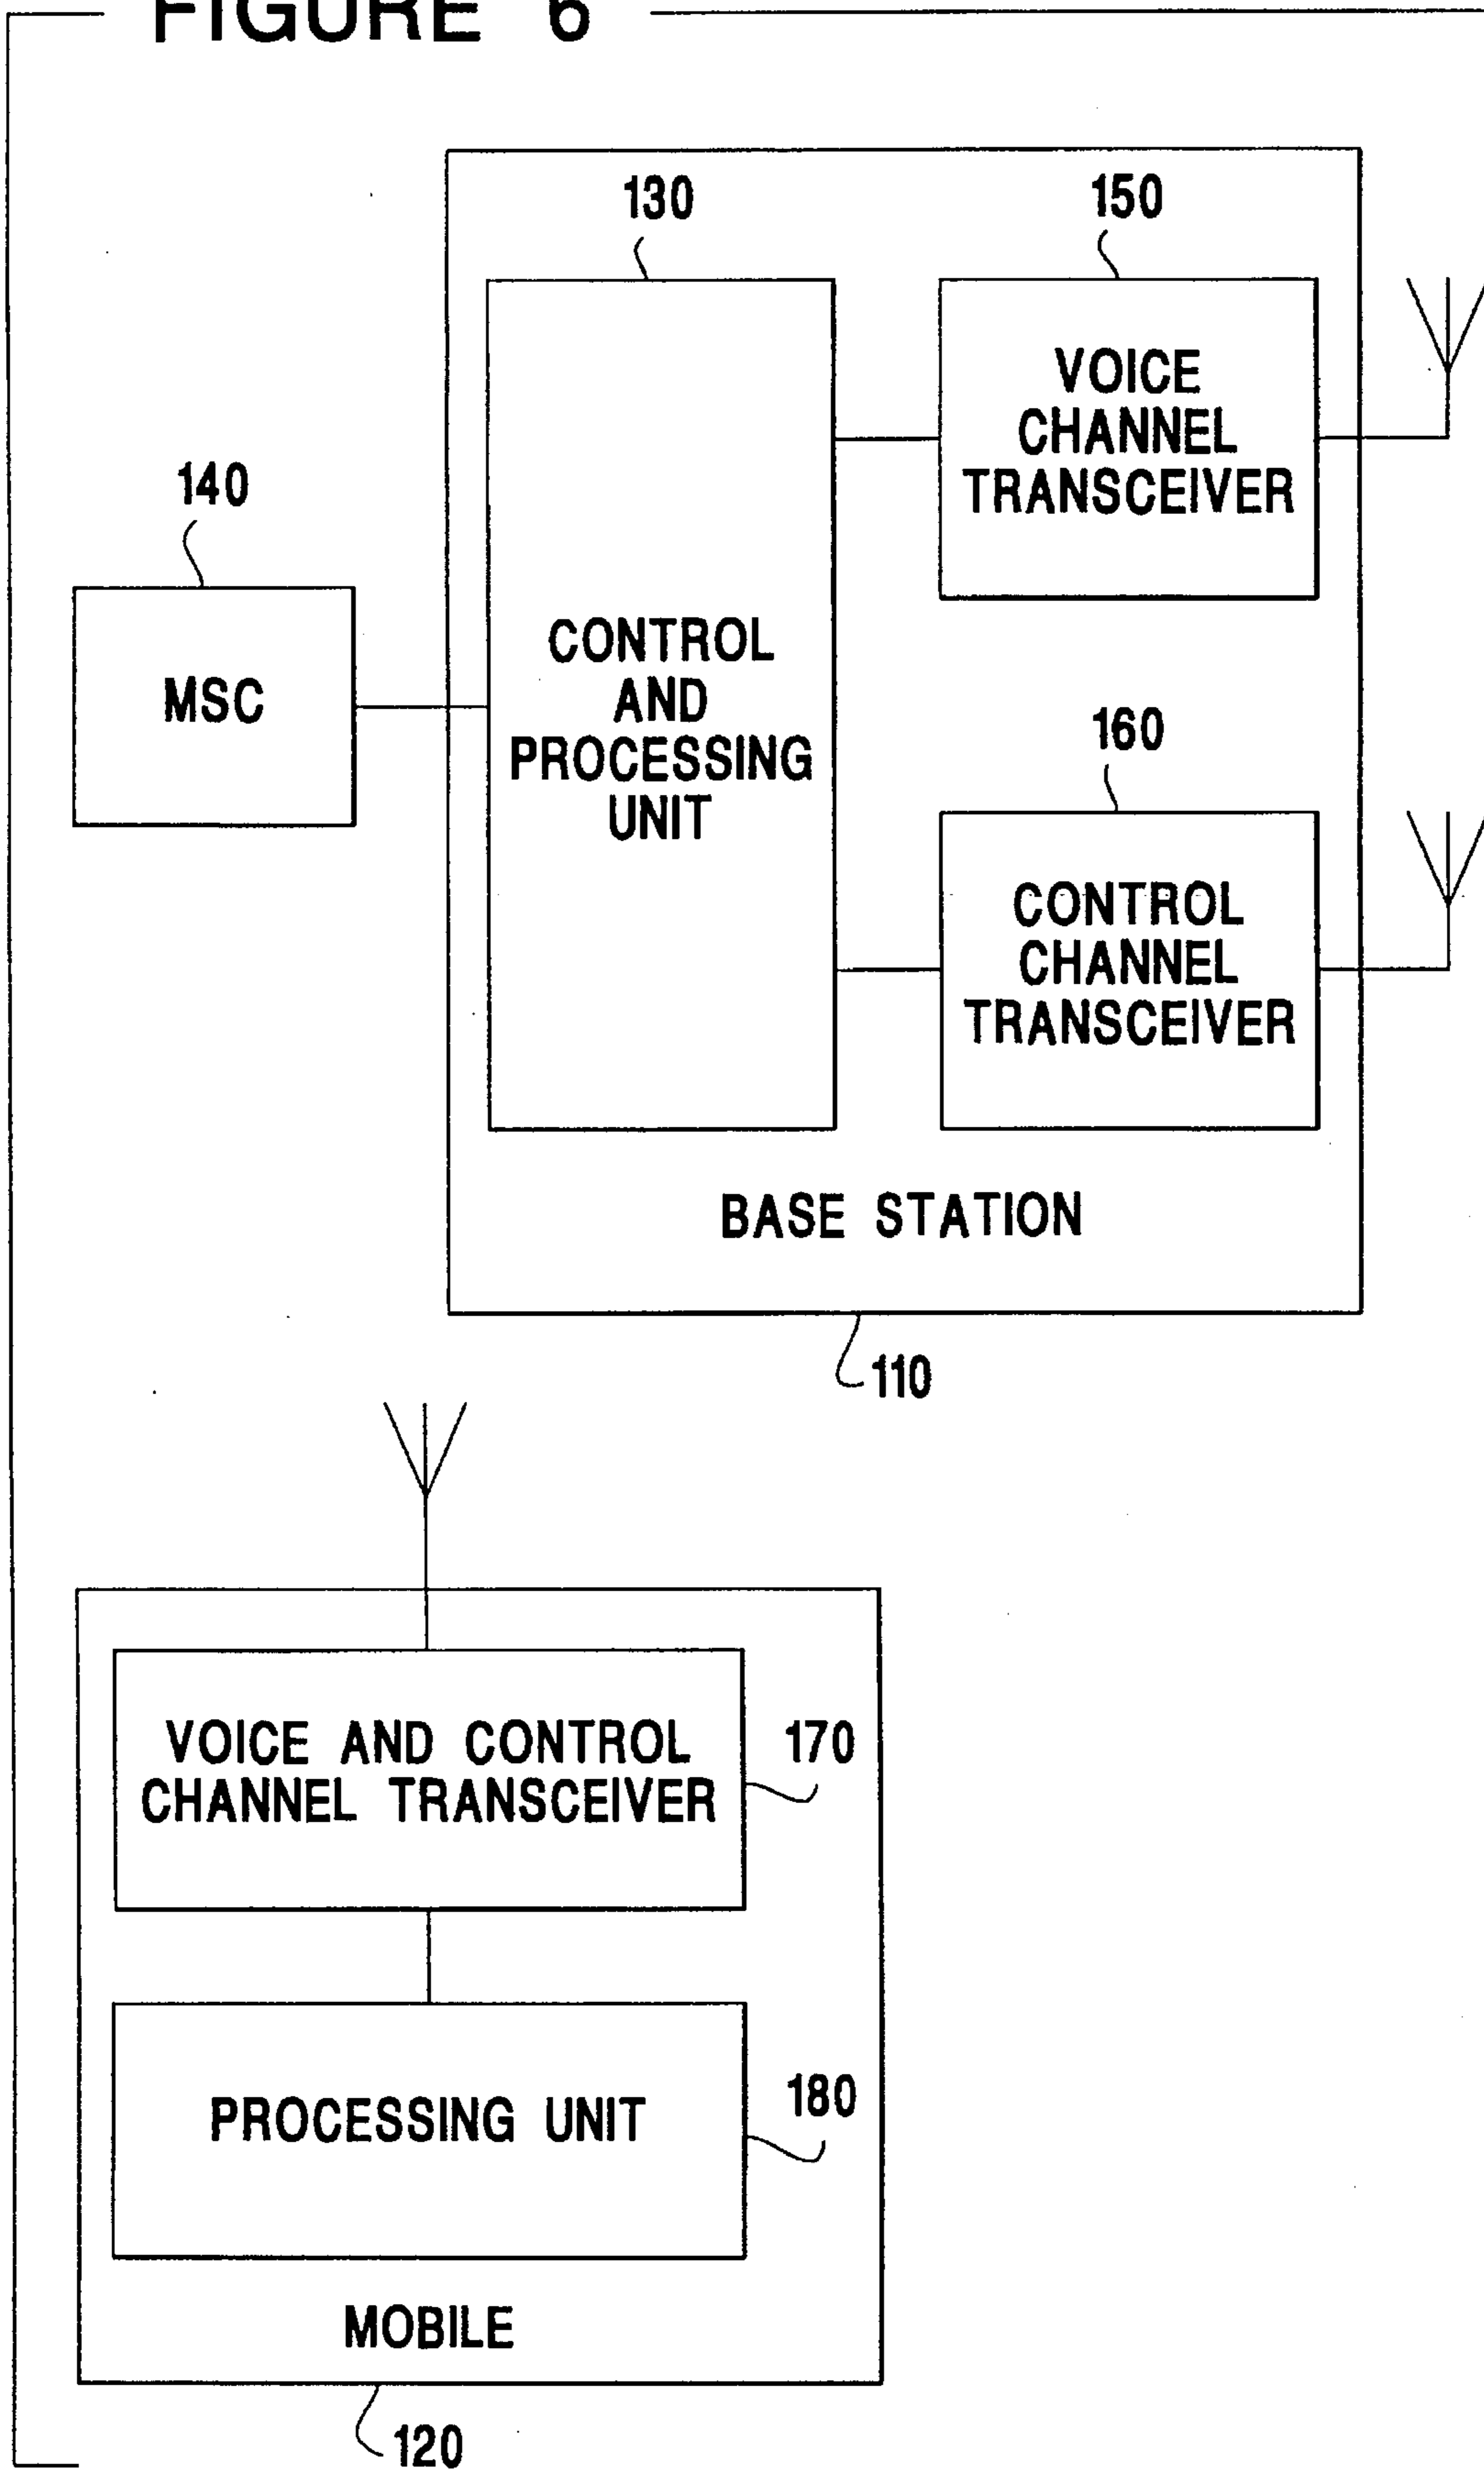 FIGURE 6
130
150
VOICE
CHANNEL
TRANSCEIVER
140
MSC
CONTROL
AND
PROCESSING
UNIT
160
CONTROL
CHANNEL
TRANSCEIVER
BASE STATION
110
VOICE AND CONTROL
CHANNEL TRANSCEIVER
170
PROCESSING UNIT
180
MOBILE
120